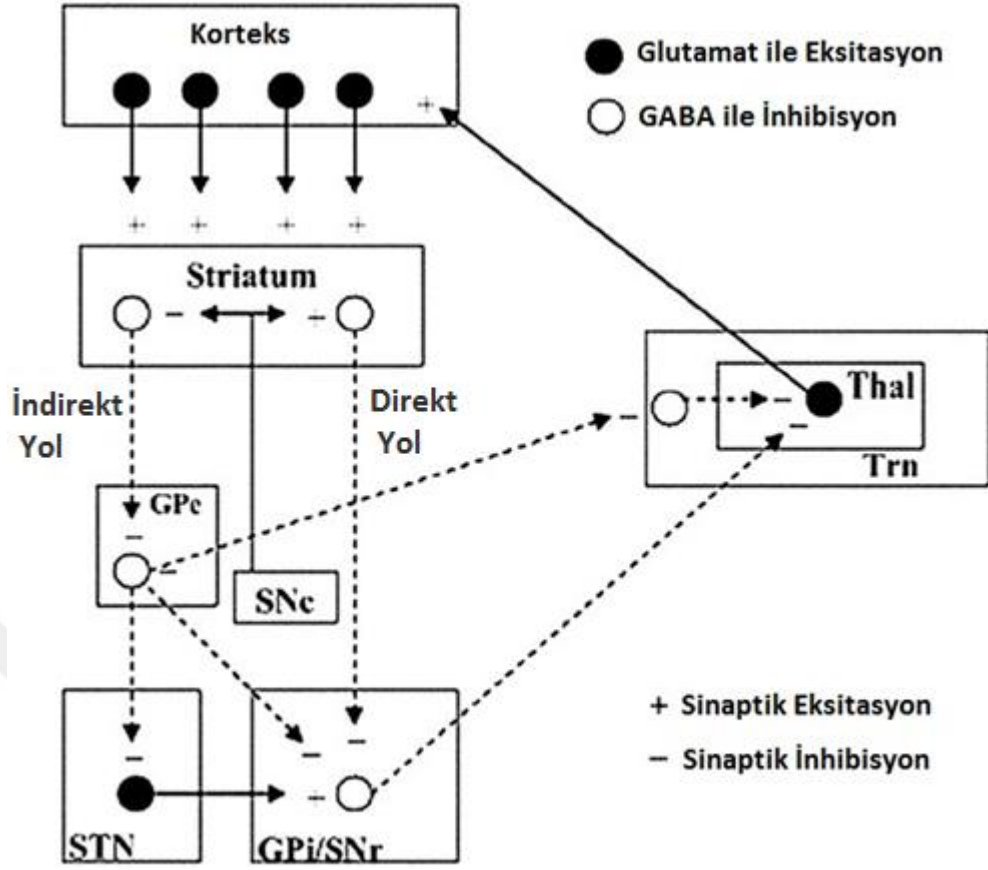 Korteks
Glutamat ile Eksitasyon
GABA ile İnhibisyon
+
+ + + +
Striatum
− +
İndirekt
Yol
Direkt
Yol
Thal
− −
−
Trn
GPe
−
−
SNc
+ Sinaptik Eksitasyon
− Sinaptik İnhibisyon
− − −
+
STN
GPi/SNr